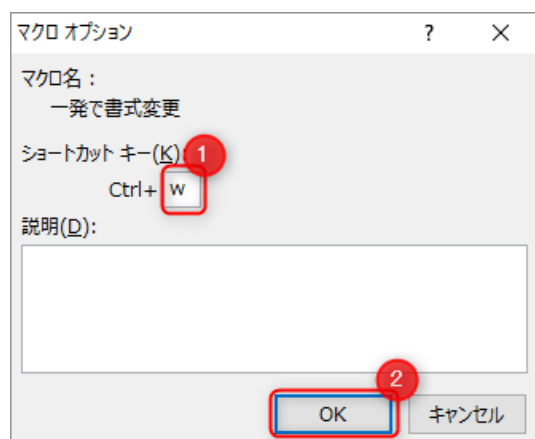 マクロ オプション ? ×
マクロ名：
一発で書式変更
ショートカット キー(K): 1
Ctrl+ w
説明(D):
2
OK キャンセル